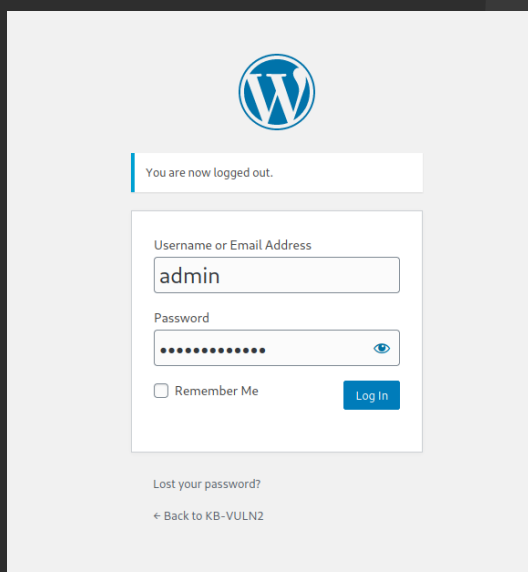 You are now logged out.
Username or Email Address
admin
Password
•••••••••••••
Remember Me
Log In
Lost your password?
← Back to KB-VULN2